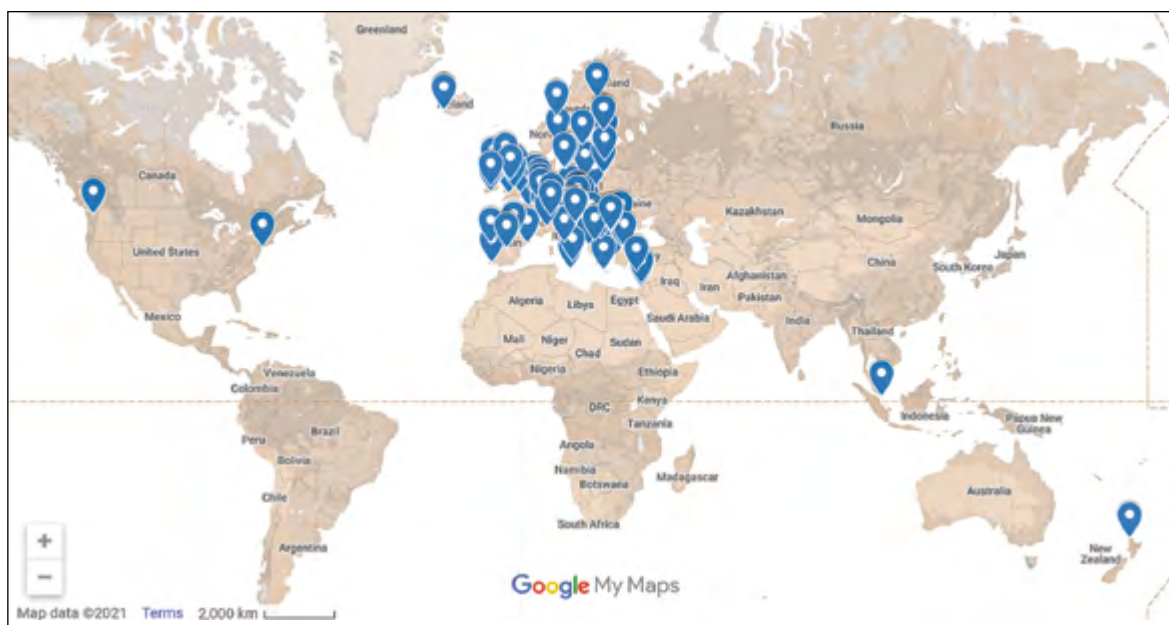 Greenland
Russia
Canada
Kazakhstan
Mongolia
United States
Japan
China
South Korea
Afghanistan
Iraq
Iran
Pakistan
Algeria
Libya
Egypt
Mexico
Saudi Arabia
India
Mali
Niger
Sudan
Thailand
Chad
Venezuela
Nigeria
Ethiopia
Colombia
Kenya
DRC
Indonesia
Papua New
Guinea
Tanzania
Peru
Brazil
Angola
Bolivia
Namibia
Botswana
Madagascar
Australia
Chile
South Africa
Argentina
New
Zealand
+
−
Google My Maps
Map data ©2021 Terms 2,000 km